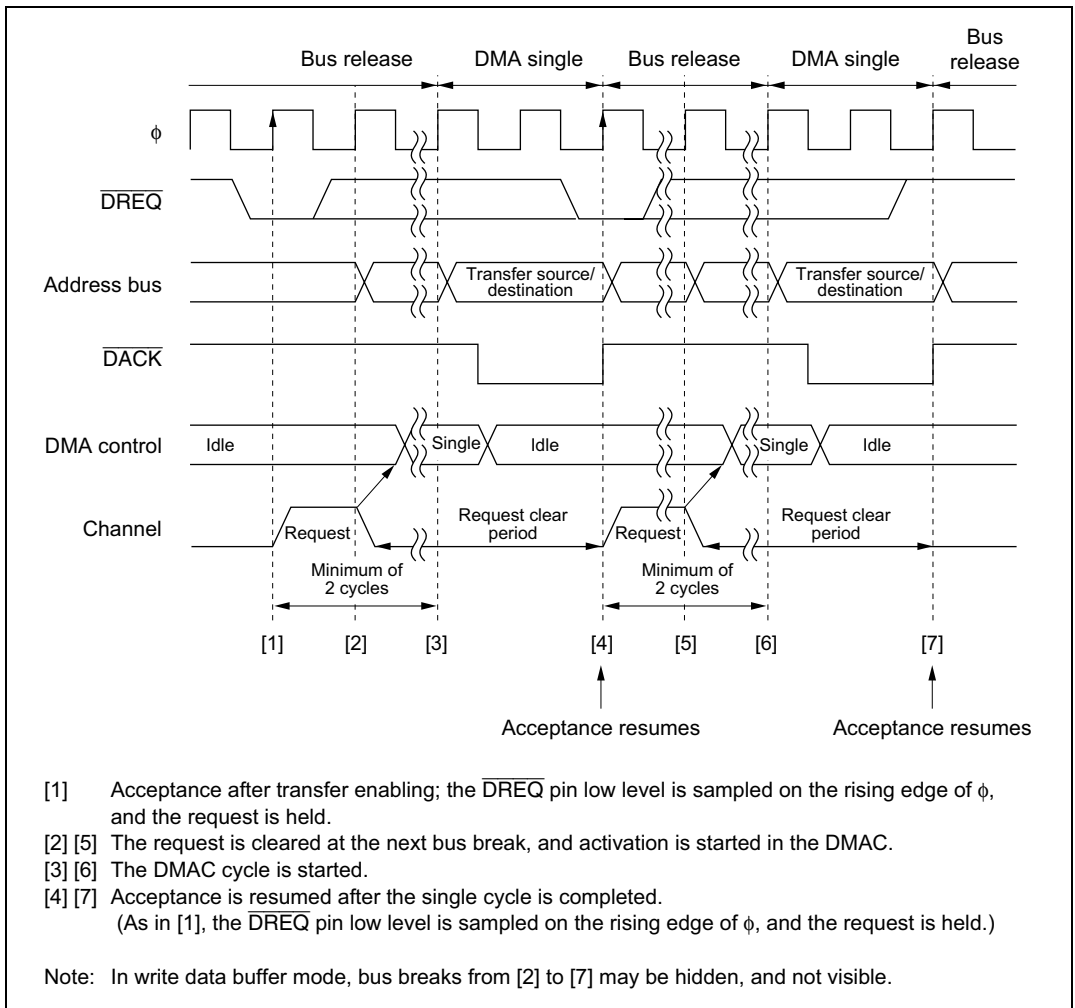 Bus release DMA single Bus release DMA single Bus release
φ
DREQ
Address bus Transfer source/ destination Transfer source/ destination
DACK
DMA control Idle Single Idle Single Idle
Channel Request Request clear period Request Request clear period
Minimum of 2 cycles Minimum of 2 cycles
[1] [2] [3] [4] [5] [6] [7]
Acceptance resumes Acceptance resumes
[1] Acceptance after transfer enabling; the DREQ pin low level is sampled on the rising edge of φ,
and the request is held.
[2] [5] The request is cleared at the next bus break, and activation is started in the DMAC.
[3] [6] The DMAC cycle is started.
[4] [7] Acceptance is resumed after the single cycle is completed.
(As in [1], the DREQ pin low level is sampled on the rising edge of φ, and the request is held.)
Note: In write data buffer mode, bus breaks from [2] to [7] may be hidden, and not visible.